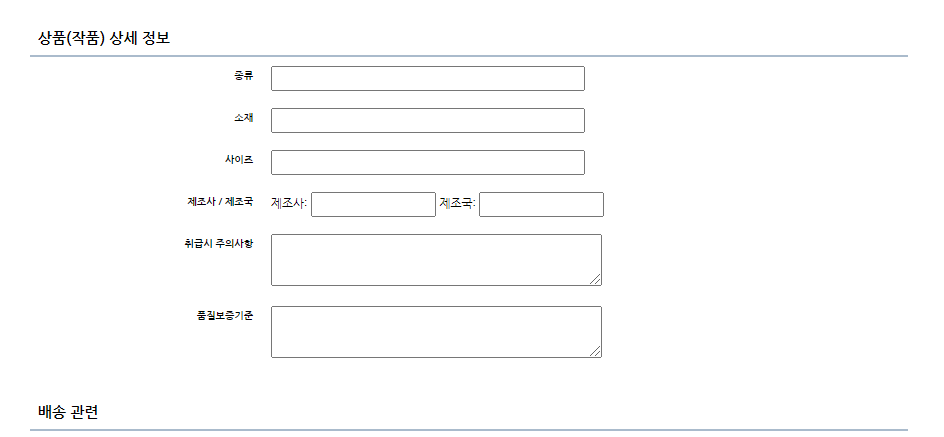 상품(작품) 상세 정보
종류
소재
사이즈
제조사 / 제조국 제조사: 제조국:
취급시 주의사항
품질보증기준
배송 관련